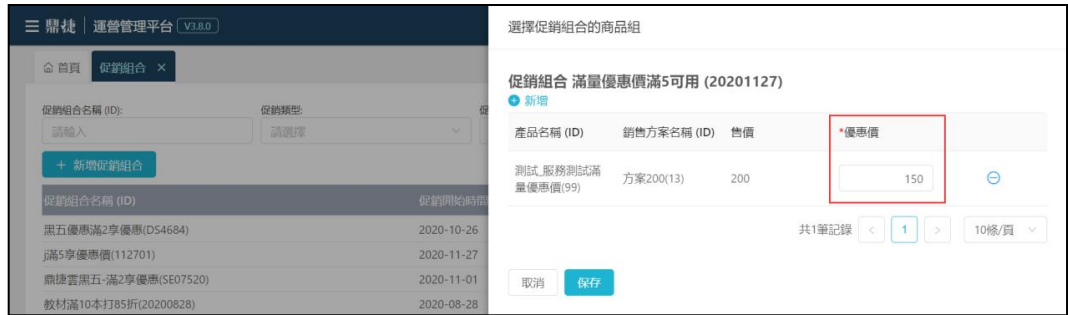 鼎捷 運營管理平台 V3.8.0
首頁 促銷組合 ×
促銷組合名稱 (ID): 促銷類型: 促
請輸入 請選擇
+ 新增促銷組合
促銷組合名稱 (ID) 促銷開始時間
黑五優惠滿2享優惠(DS4684) 2020-10-26
j滿5享優惠價(112701) 2020-11-27
鼎捷雲黑五-滿2享優惠(SE07520) 2020-11-01
教材滿10本打85折(20200828) 2020-08-28
選擇促銷組合的商品組
促銷組合 滿量優惠價滿5可用 (20201127)
新增
產品名稱 (ID) 銷售方案名稱 (ID) 售價 *優惠價
測試_服務測試滿 方案200(13) 200 150
量優惠價(99)
共1筆記錄 < 1 > 10條/頁
取消 保存